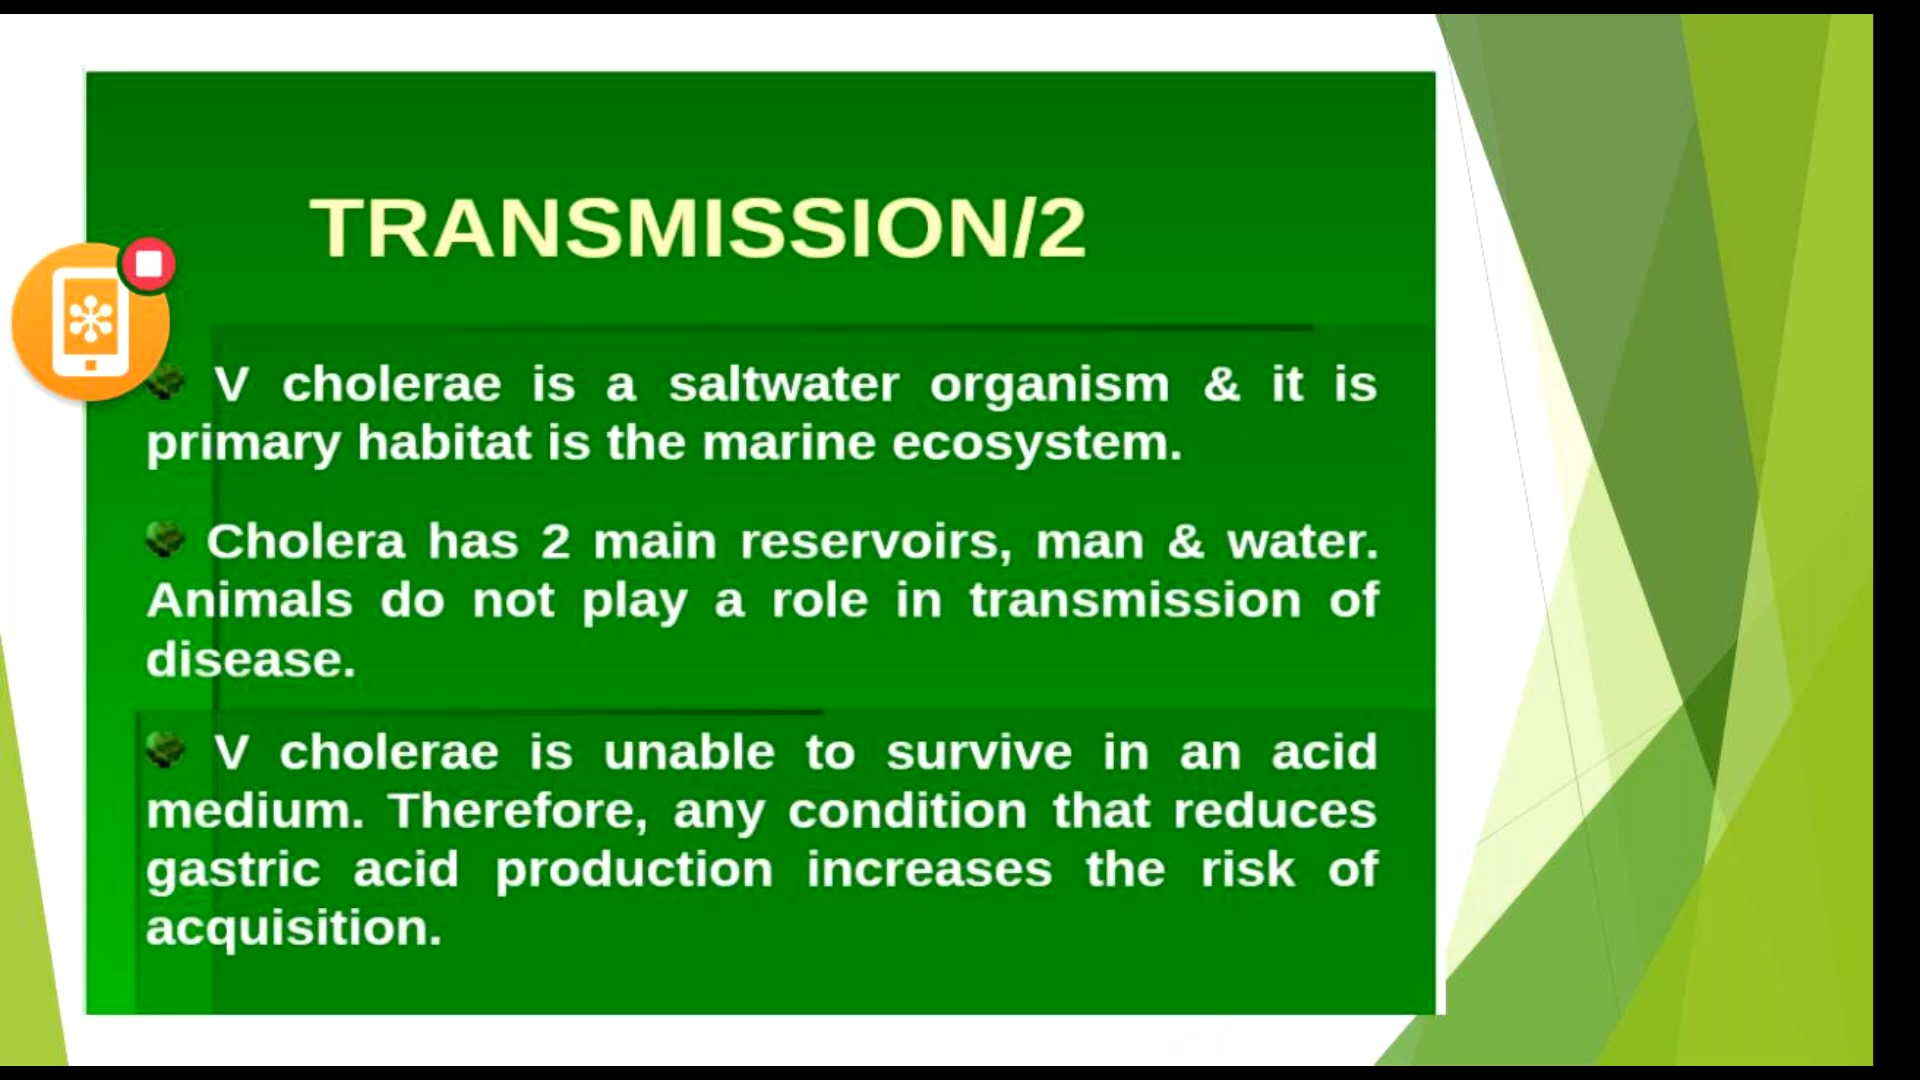 TRANSMISSION/2
V cholerae is a saltwater organism & it is
primary habitat is the marine ecosystem.
Cholera has 2 main reservoirs, man & water.
Animals do not play a role in transmission of
disease.
V cholerae is unable to survive in an acid
medium. Therefore, any condition that reduces
gastric acid production increases the risk of
acquisition.